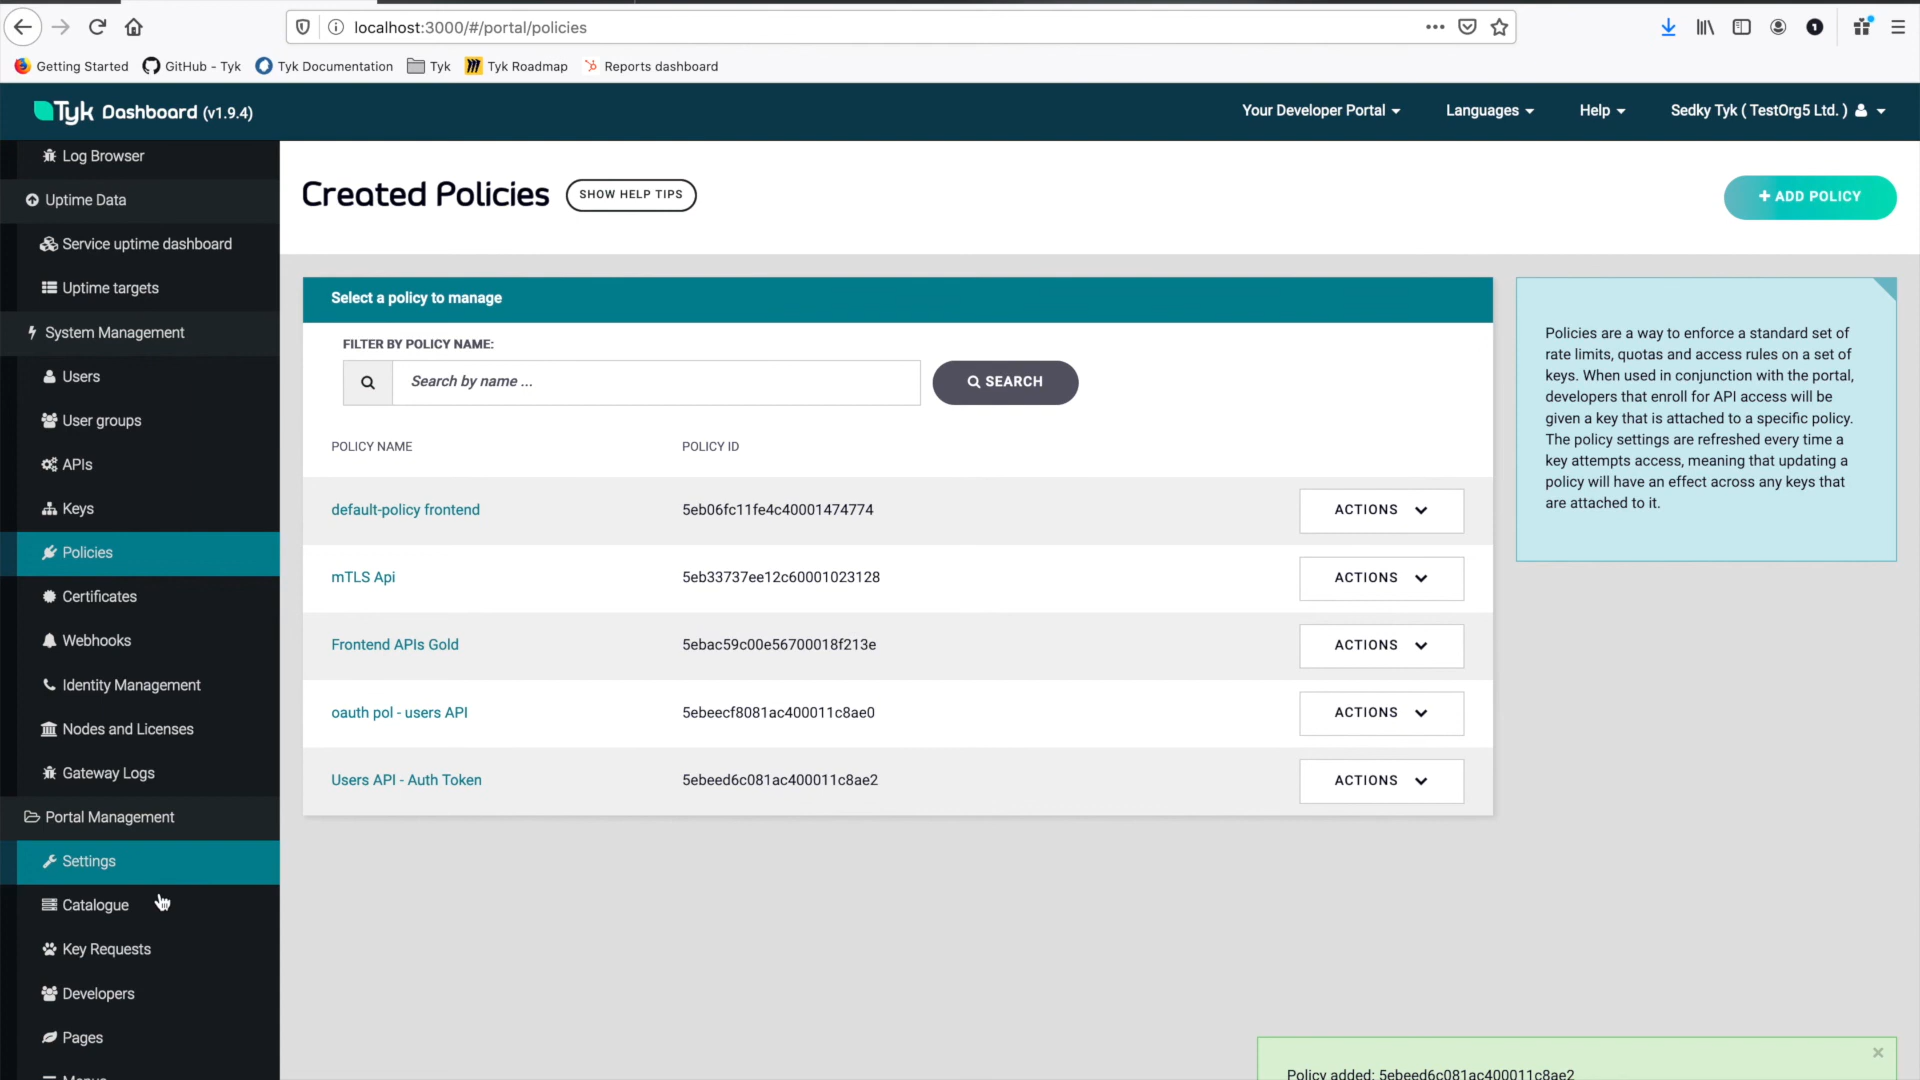 localhost:3000/#/portal/policies
Getting Started GitHub - Tyk Tyk Documentation Tyk Tyk Roadmap Reports dashboard
Tyk Dashboard (v1.9.4)
Your Developer Portal Languages Help Sedky Tyk ( TestOrg5 Ltd. )
Log Browser
Uptime Data
Service uptime dashboard
Uptime targets
System Management
Users
User groups
APIs
Keys
Policies
Certificates
Webhooks
Identity Management
Nodes and Licenses
Gateway Logs
Portal Management
Settings
Catalogue
Key Requests
Developers
Pages
Menus
Created Policies SHOW HELP TIPS
+ ADD POLICY
Select a policy to manage
FILTER BY POLICY NAME:
Search by name ... SEARCH
POLICY NAME POLICY ID
default-policy frontend 5eb06fc11fe4c40001474774 ACTIONS
mTLS Api 5eb33737ee12c60001023128 ACTIONS
Frontend APIs Gold 5ebac59c00e56700018f213e ACTIONS
oauth pol - users API 5ebeecf8081ac400011c8ae0 ACTIONS
Users API - Auth Token 5ebeed6c081ac400011c8ae2 ACTIONS
Policies are a way to enforce a standard set of
rate limits, quotas and access rules on a set of
keys. When used in conjunction with the portal,
developers that enroll for API access will be
given a key that is attached to a specific policy.
The policy settings are refreshed every time a
key attempts access, meaning that updating a
policy will have an effect across any keys that
are attached to it.
Policy added: 5ebeed6c081ac400011c8ae2